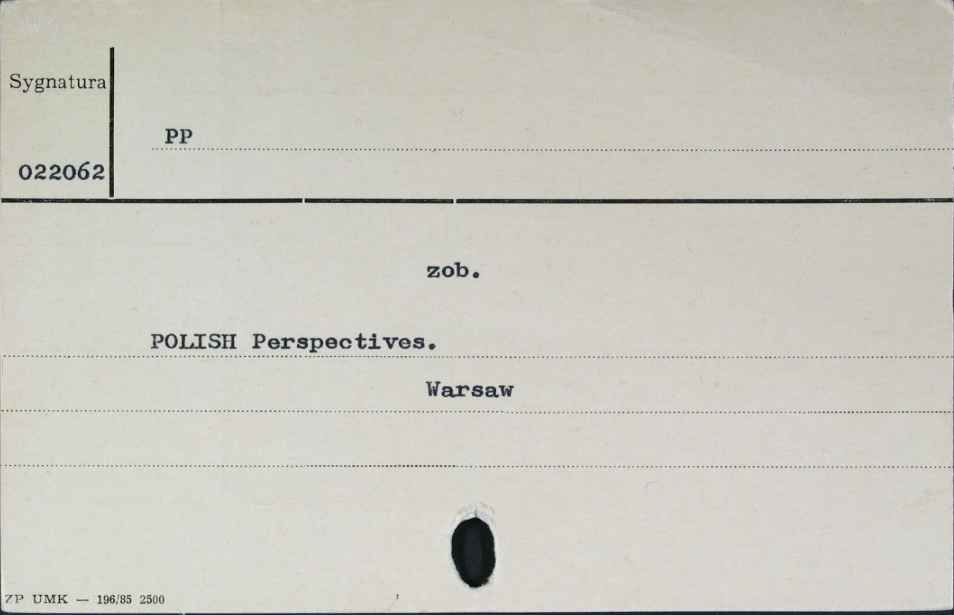 Sygnatura
PP
022062
zob.
POLISH Perspectives.
Warsaw
ZP UMK — 196/85 2500